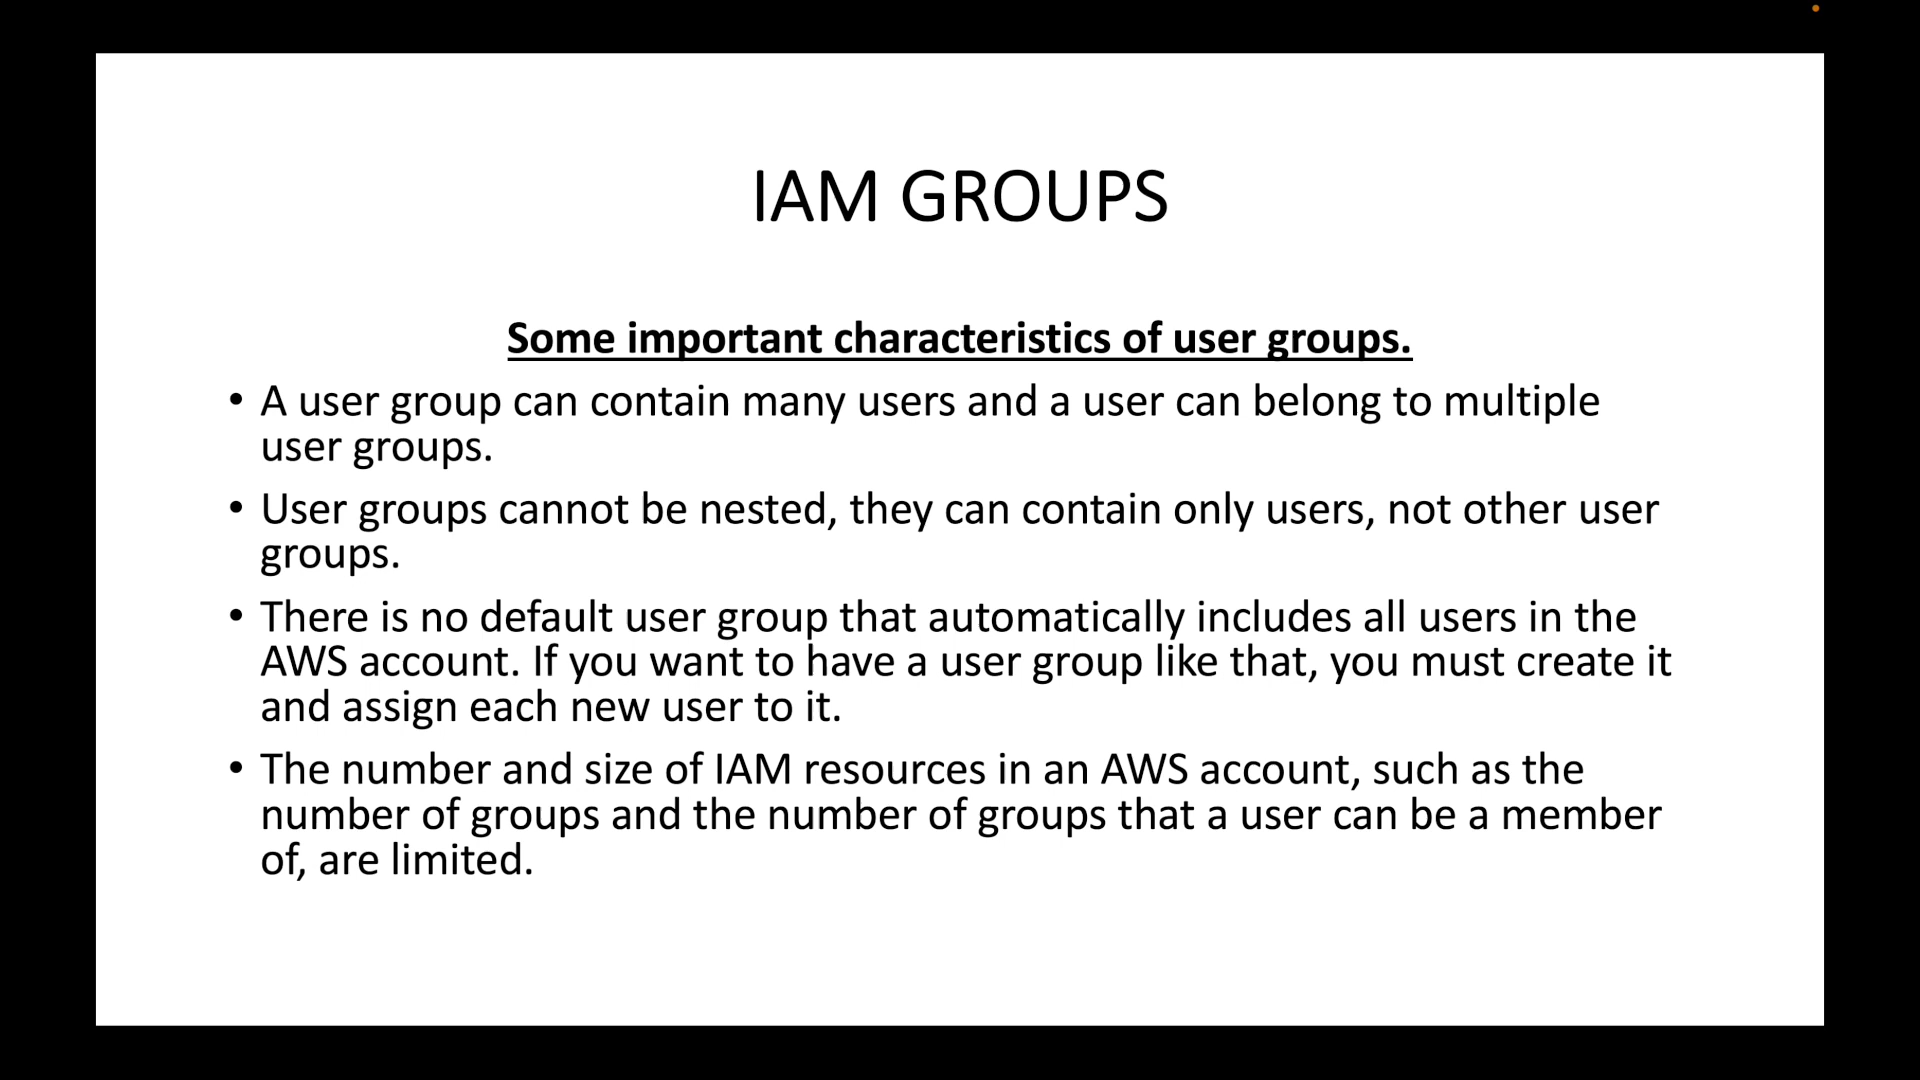 IAM GROUPS
Some important characteristics of user groups.
• A user group can contain many users and a user can belong to multiple
user groups.
• User groups cannot be nested, they can contain only users, not other user
groups.
• There is no default user group that automatically includes all users in the
AWS account. If you want to have a user group like that, you must create it
and assign each new user to it.
• The number and size of IAM resources in an AWS account, such as the
number of groups and the number of groups that a user can be a member
of, are limited.